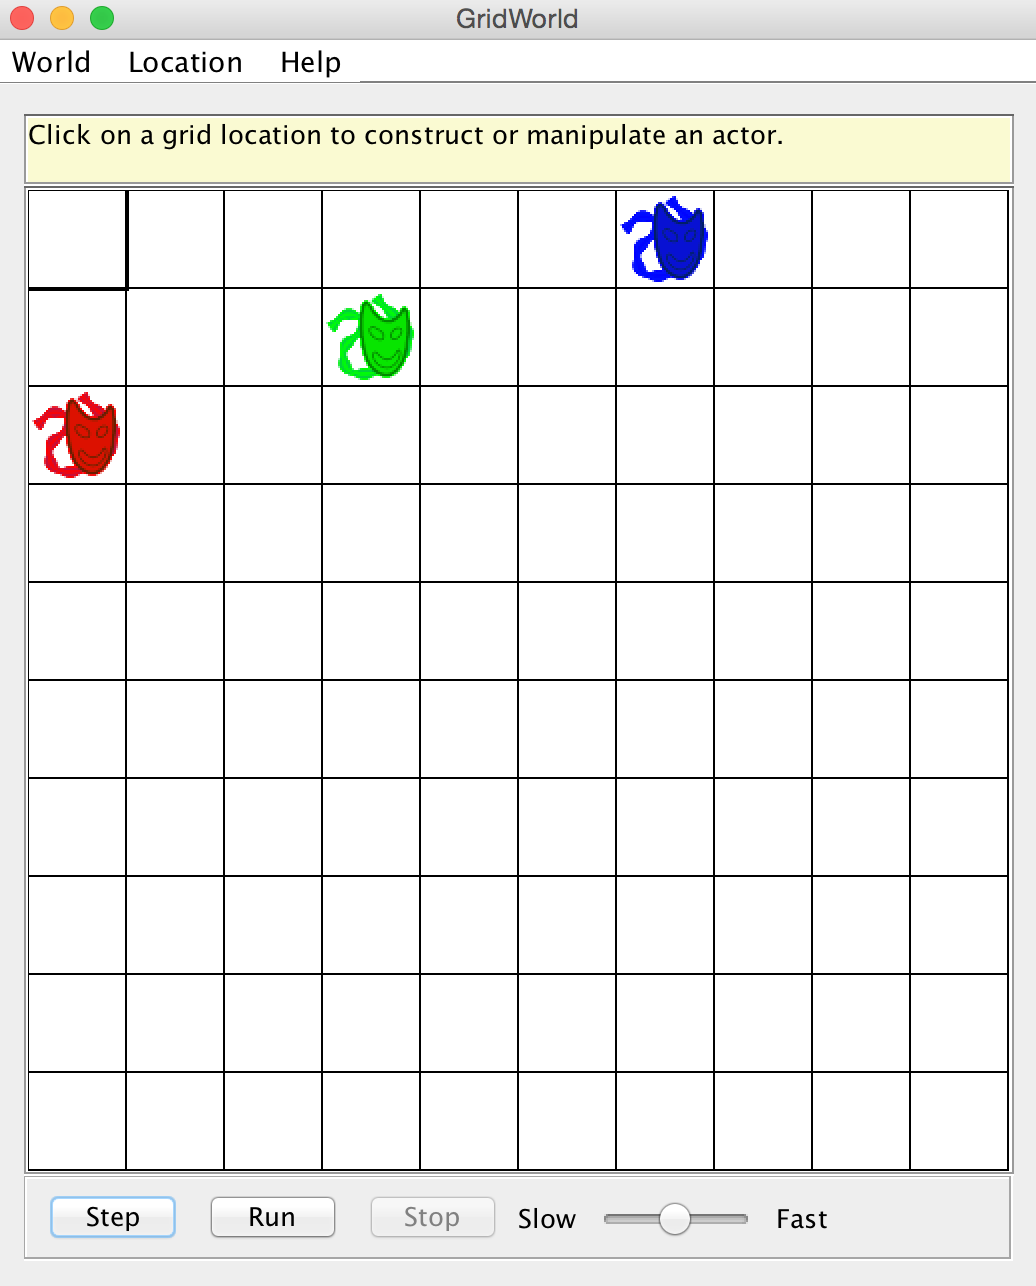 GridWorld
World Location Help
Click on a grid location to construct or manipulate an actor.
Step Run Stop Slow Fast